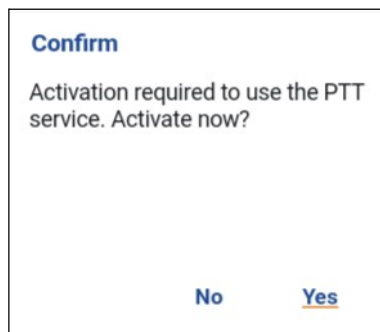 Confirm
Activation required to use the PTT
service. Activate now?
No Yes